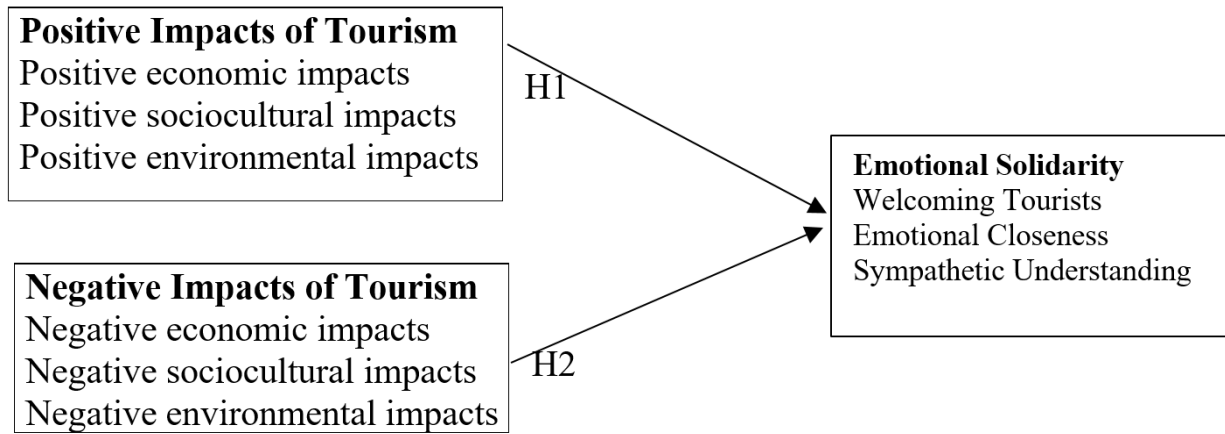 Positive Impacts of Tourism
Positive economic impacts
Positive sociocultural impacts
Positive environmental impacts
H1
Emotional Solidarity
Welcoming Tourists
Emotional Closeness
Sympathetic Understanding
Negative Impacts of Tourism
Negative economic impacts
Negative sociocultural impacts
Negative environmental impacts
H2